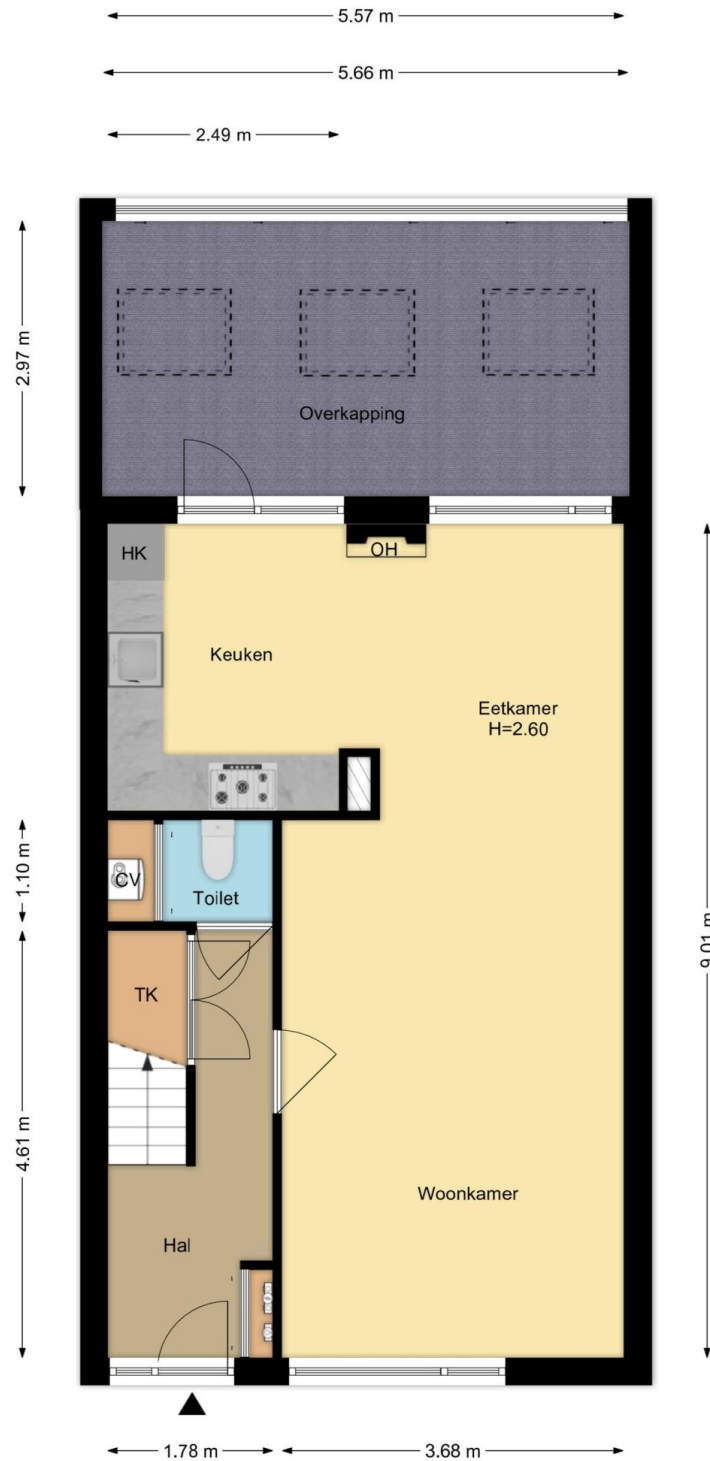 5.57 m
5.66 m
2.49 m
2.97 m
Overkapping
HK
OH
Keuken
Eetkamer
H=2.60
1.10 m
CV
Toilet
9.01 m
TK
4.61 m
Woonkamer
Hal
1.78 m
3.68 m